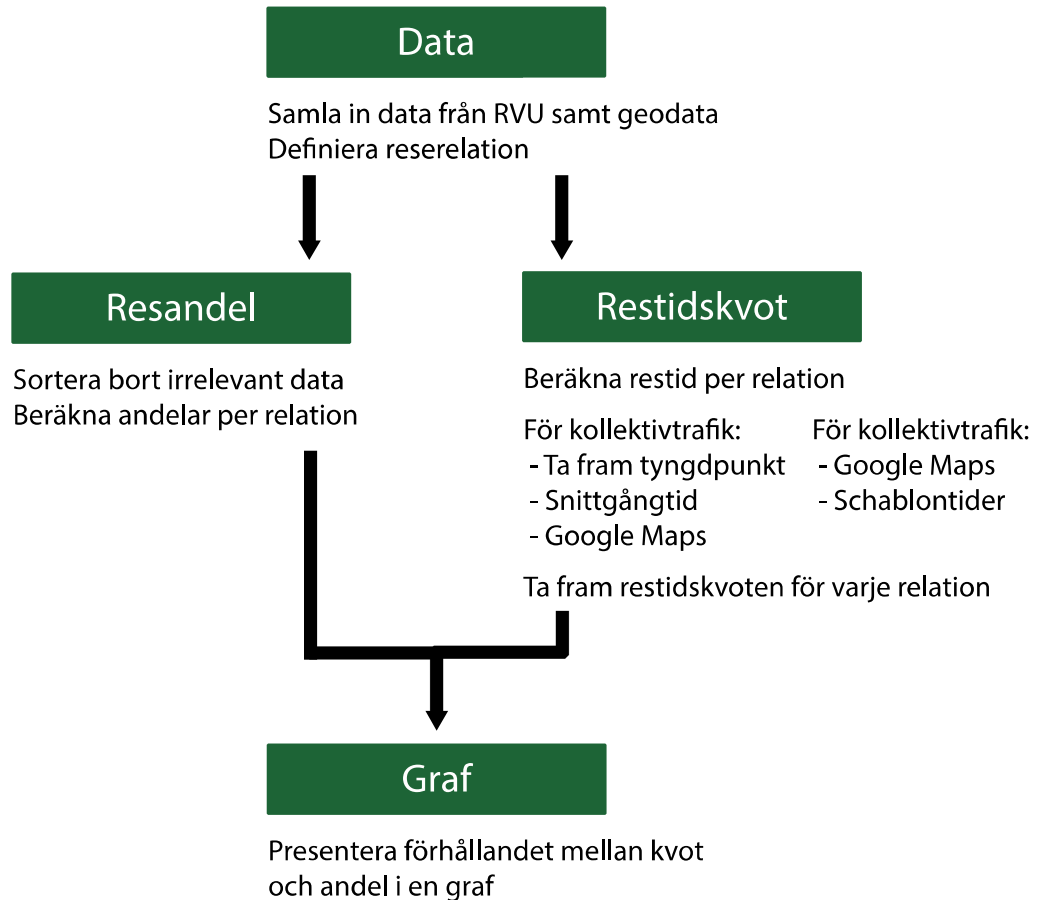 Data
Samla in data från RVU samt geodata
Definiera reserelation
Resandel
Sortera bort irrelevant data
Beräkna andelar per relation
Restidskvot
Beräkna restid per relation
För kollektivtrafik:
- Ta fram tyngdpunkt
- Snittgångtid
- Google Maps
För kollektivtrafik:
- Google Maps
- Schablontider
Ta fram restidskvoten för varje relation
Graf
Presentera förhållandet mellan kvot
och andel i en graf